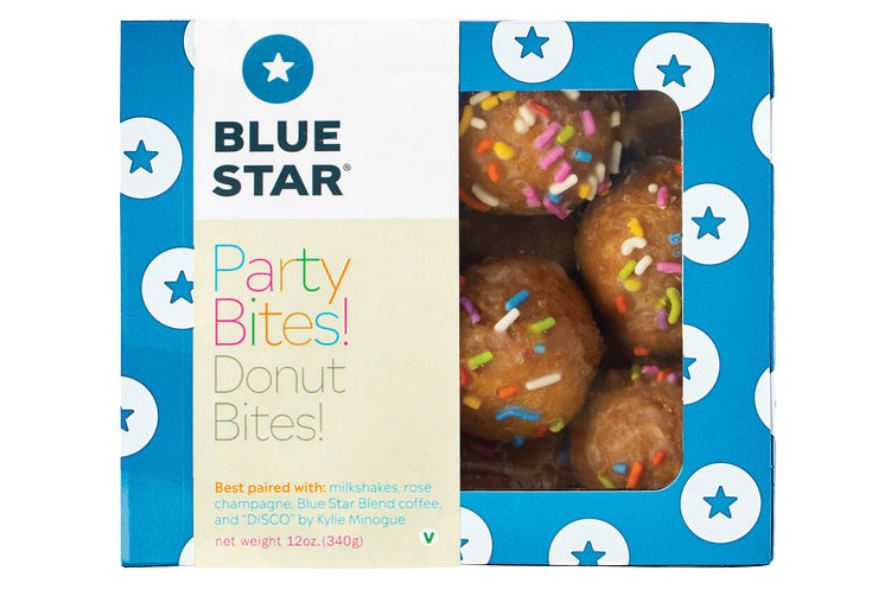 BLUE
STAR®
Party
Bites!
Donut
Bites!
Best paired with: milkshakes, rosé
champagne, Blue Star Blend coffee,
and “DISCO” by Kylie Minogue
net weight 12oz.(340g)
V